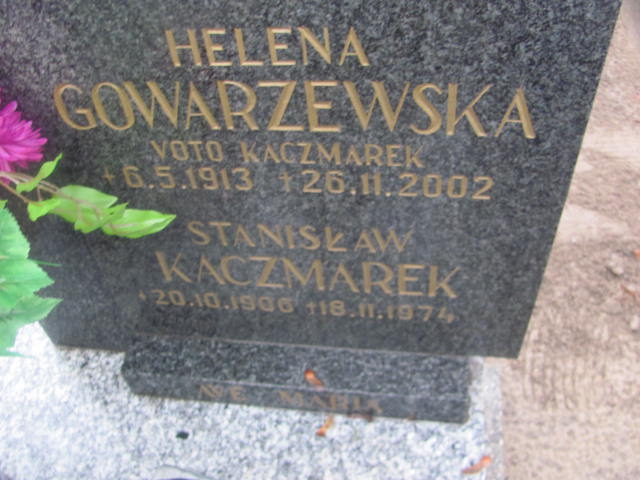 HELENA
GOWARZEWSKA
VOTO KACZMAREK
+6.5.1913 +26.11.2002
STANISŁAW
KACZMAREK
+20.10.1906 +18.11.1974
AVE MARIA